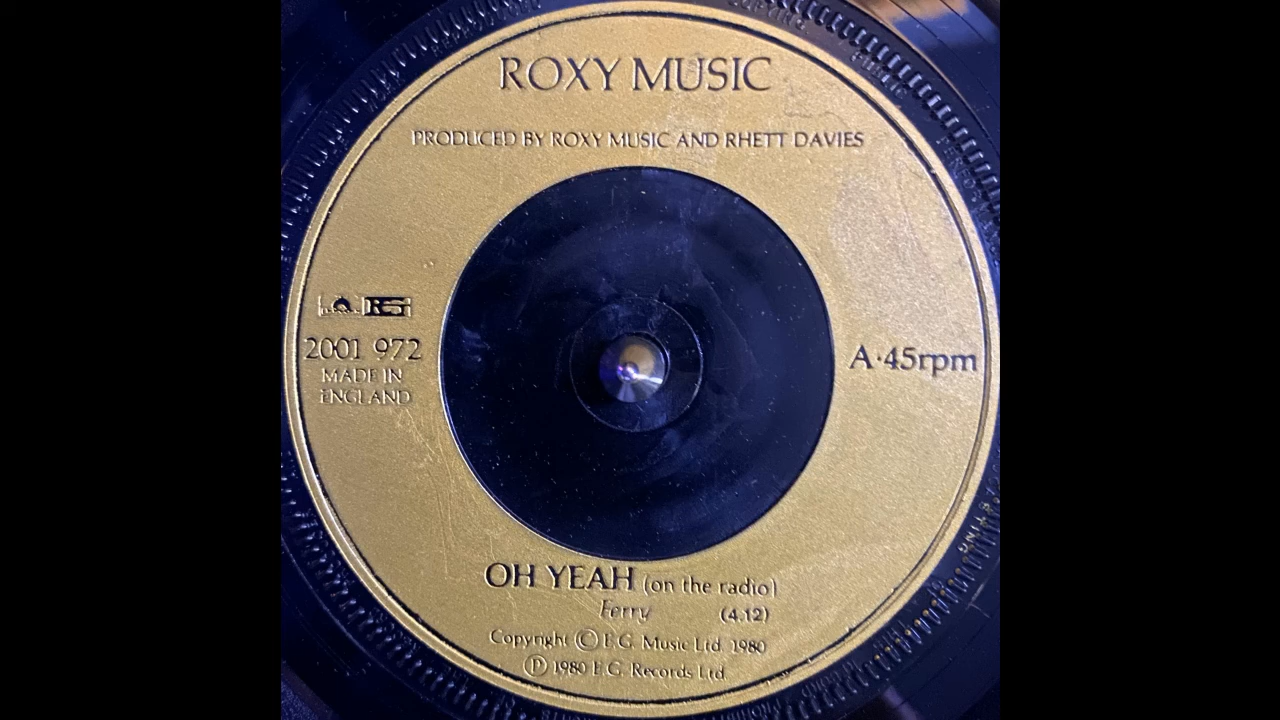 ROXY MUSIC
PRODUCED BY ROXY MUSIC AND RHETT DAVIES
2001 972
MADE IN
ENGLAND
A·45rpm
OH YEAH (on the radio)
Ferry (4.12)
Copyright © E.G. Music Ltd. 1980
℗ 1980 E.G. Records Ltd.